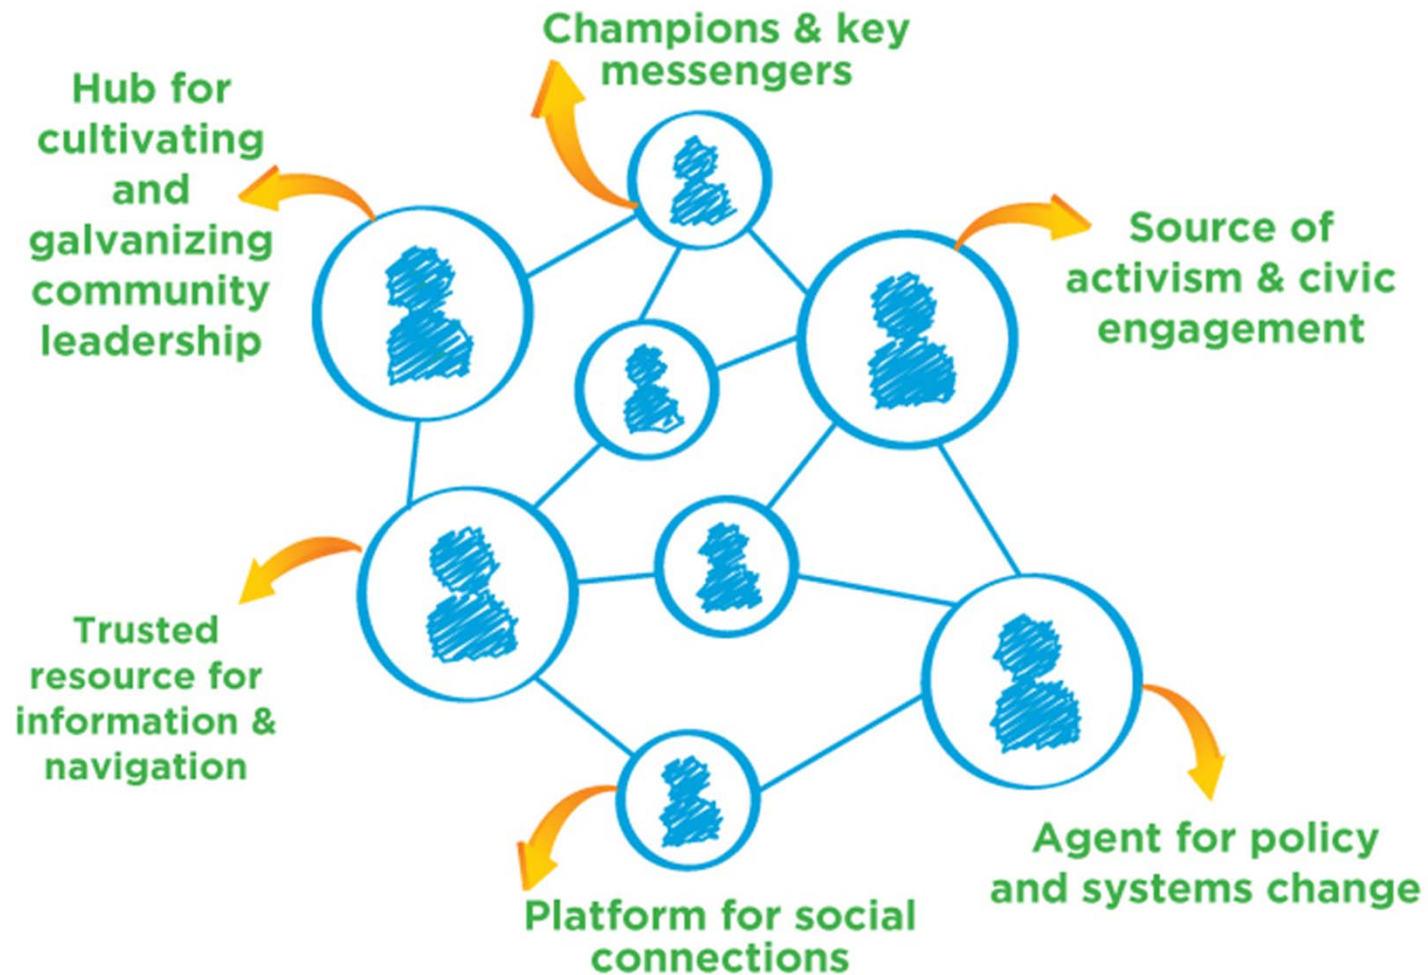 Champions & key
messengers
Hub for
cultivating
and
galvanizing
community
leadership
Source of
activism & civic
engagement
Trusted
resource for
information &
navigation
Agent for policy
and systems change
Platform for social
connections